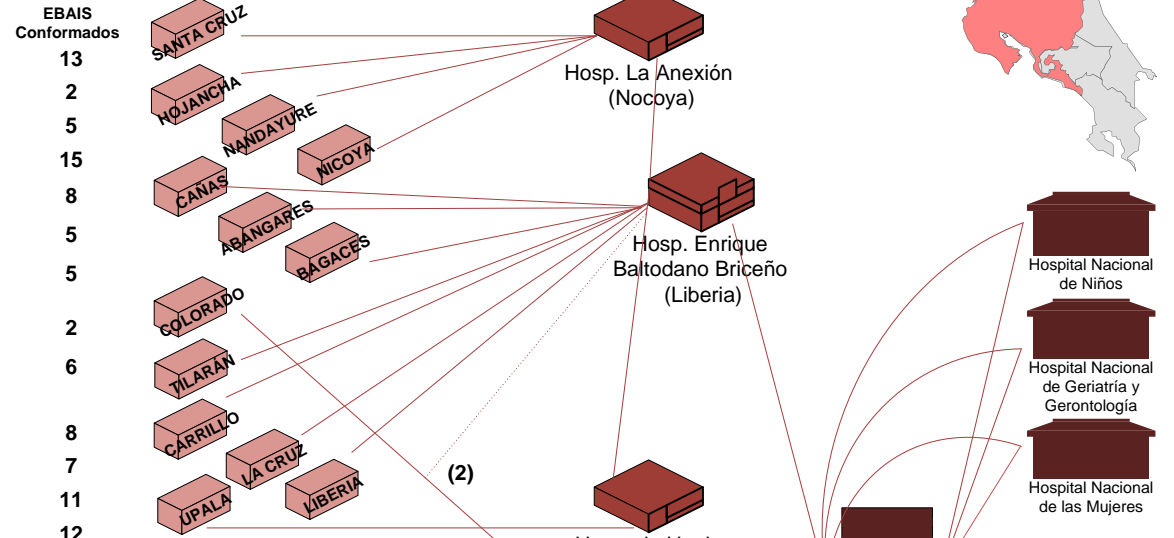 EBAIS
Conformados
13
2
5
15
8
5
5
2
6
8
7
11
12
SANTA CRUZ
HOJANCHA
NANDAYURE
NICOYA
CAÑAS
ABANGARES
BAGACES
COLORADO
TILARÁN
CARRILLO
LA CRUZ
LIBERIA
UPALA
(2)
Hosp. La Anexión
(Nocoya)
Hosp. Enrique
Baltodano Briceño
(Liberia)
Hospital Nacional
de Niños
Hospital Nacional
de Geriatría y
Gerontología
Hospital Nacional
de las Mujeres